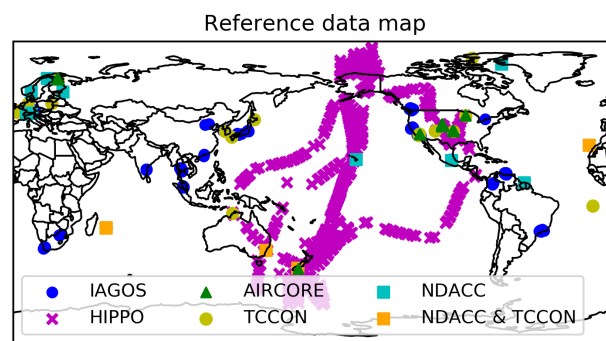 Reference data map
IAGOS AIRCORE NDACC
HIPPO TCCON NDACC & TCCON